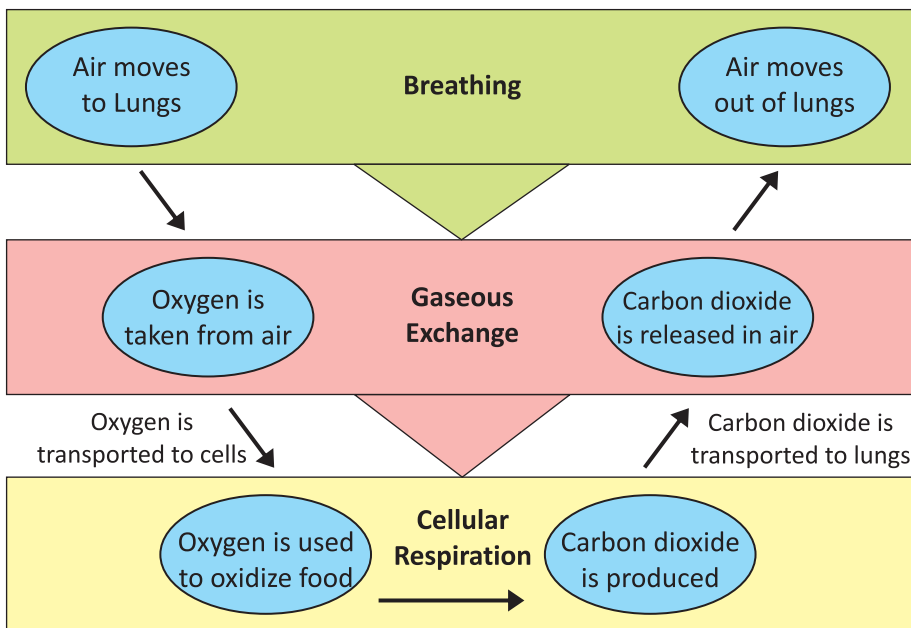 Air moves
to Lungs
Breathing
Air moves
out of lungs
Oxygen is
taken from air
Gaseous
Exchange
Carbon dioxide
is released in air
Oxygen is
transported to cells
Carbon dioxide is
transported to lungs
Oxygen is used
to oxidize food
Cellular
Respiration
Carbon dioxide
is produced